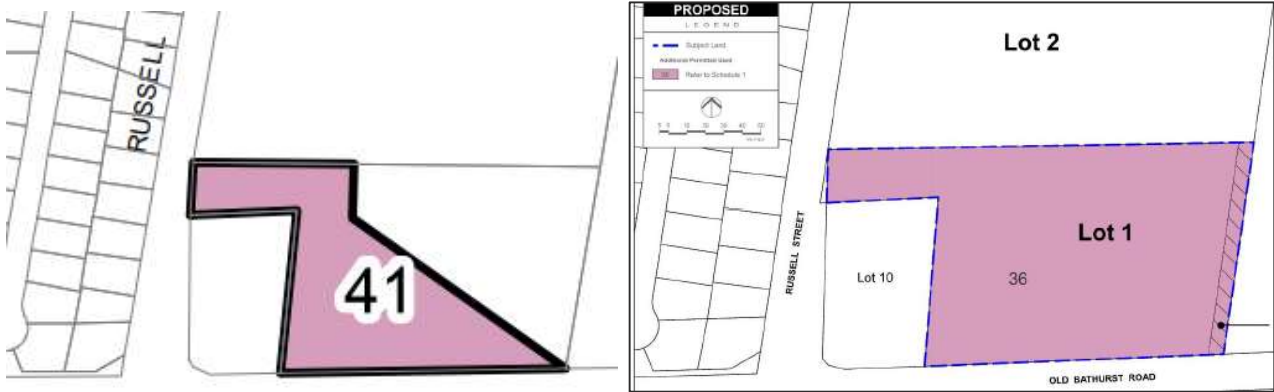 RUSSELL
41
PROPOSED
LEGEND
Subject Land
Additional Permitted Uses
36 Refer to Schedule 1
Lot 2
RUSSELL STREET
Lot 10
Lot 1
36
OLD BATHURST ROAD